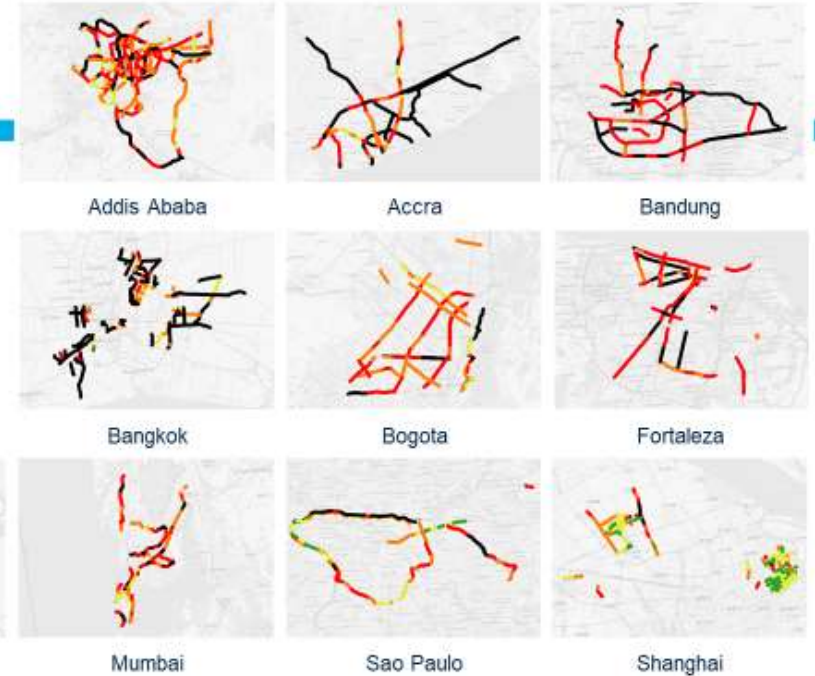 Addis Ababa
Accra
Bandung
Bangkok
Bogota
Fortaleza
Mumbai
Sao Paulo
Shanghai